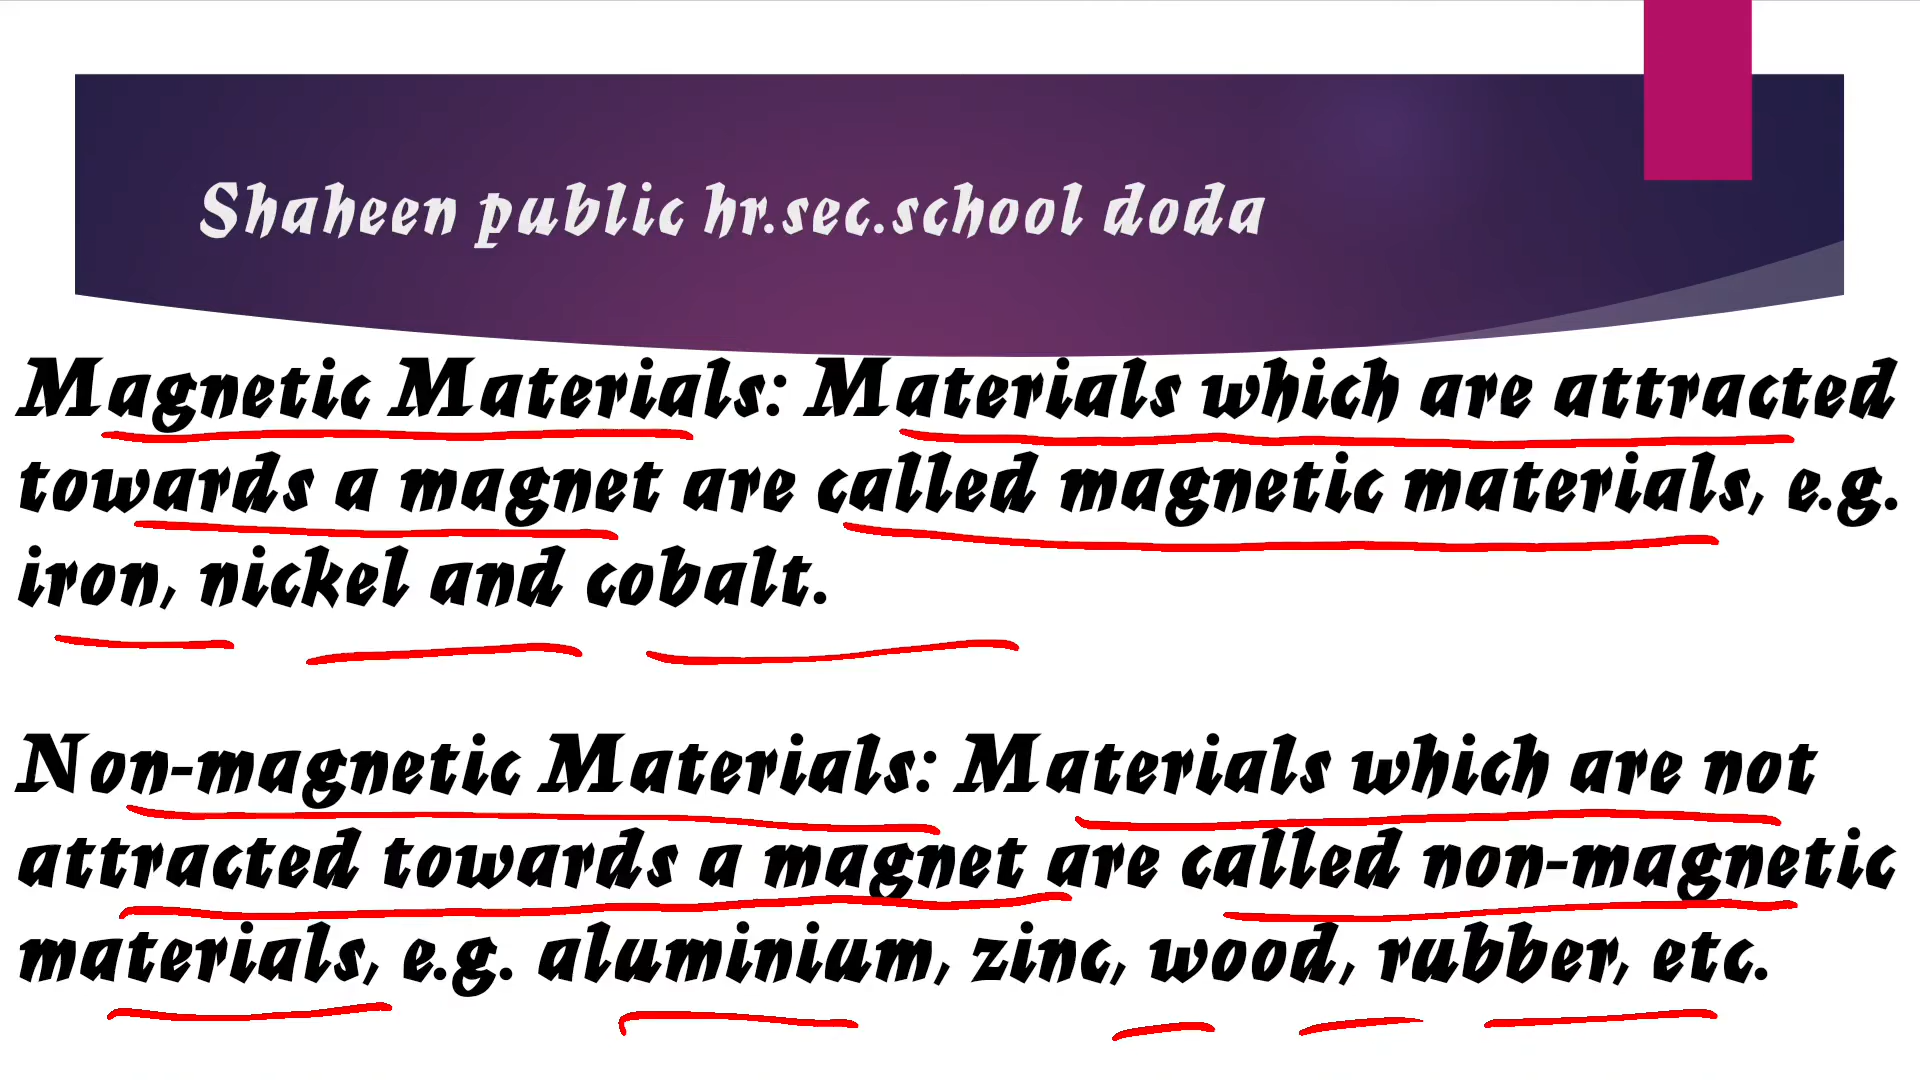 Shaheen public hr.sec.school doda
Magnetic Materials: Materials which are attracted
towards a magnet are called magnetic materials, e.g.
iron, nickel and cobalt.
Non-magnetic Materials: Materials which are not
attracted towards a magnet are called non-magnetic
materials, e.g. aluminium, zinc, wood, rubber, etc.